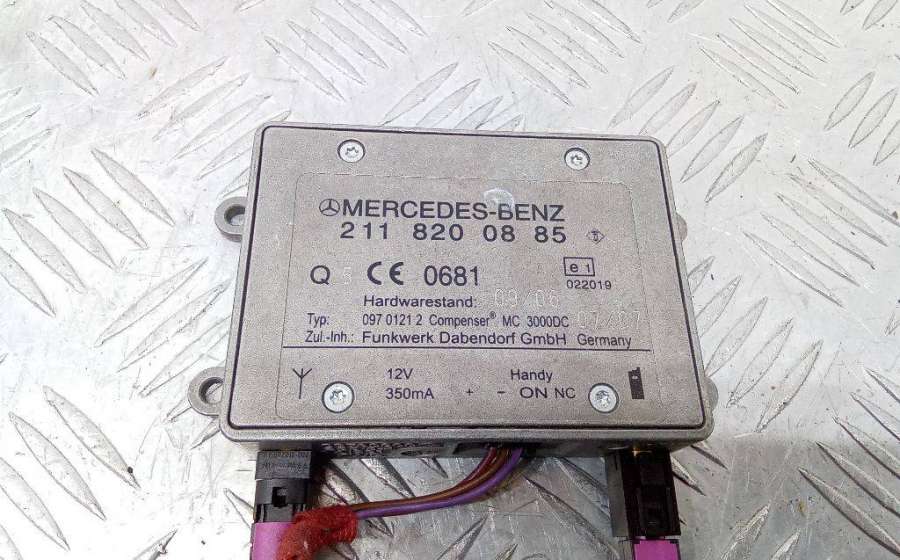 MERCEDES-BENZ
211 820 08 85
Q CE 0681 e1
022019
Hardwarestand: 09/06
Typ: 097 0121 2 Compenser® MC 3000DC 07/07
Zul.-Inh.: Funkwerk Dabendorf GmbH Germany
12V Handy
350mA + - ON NC